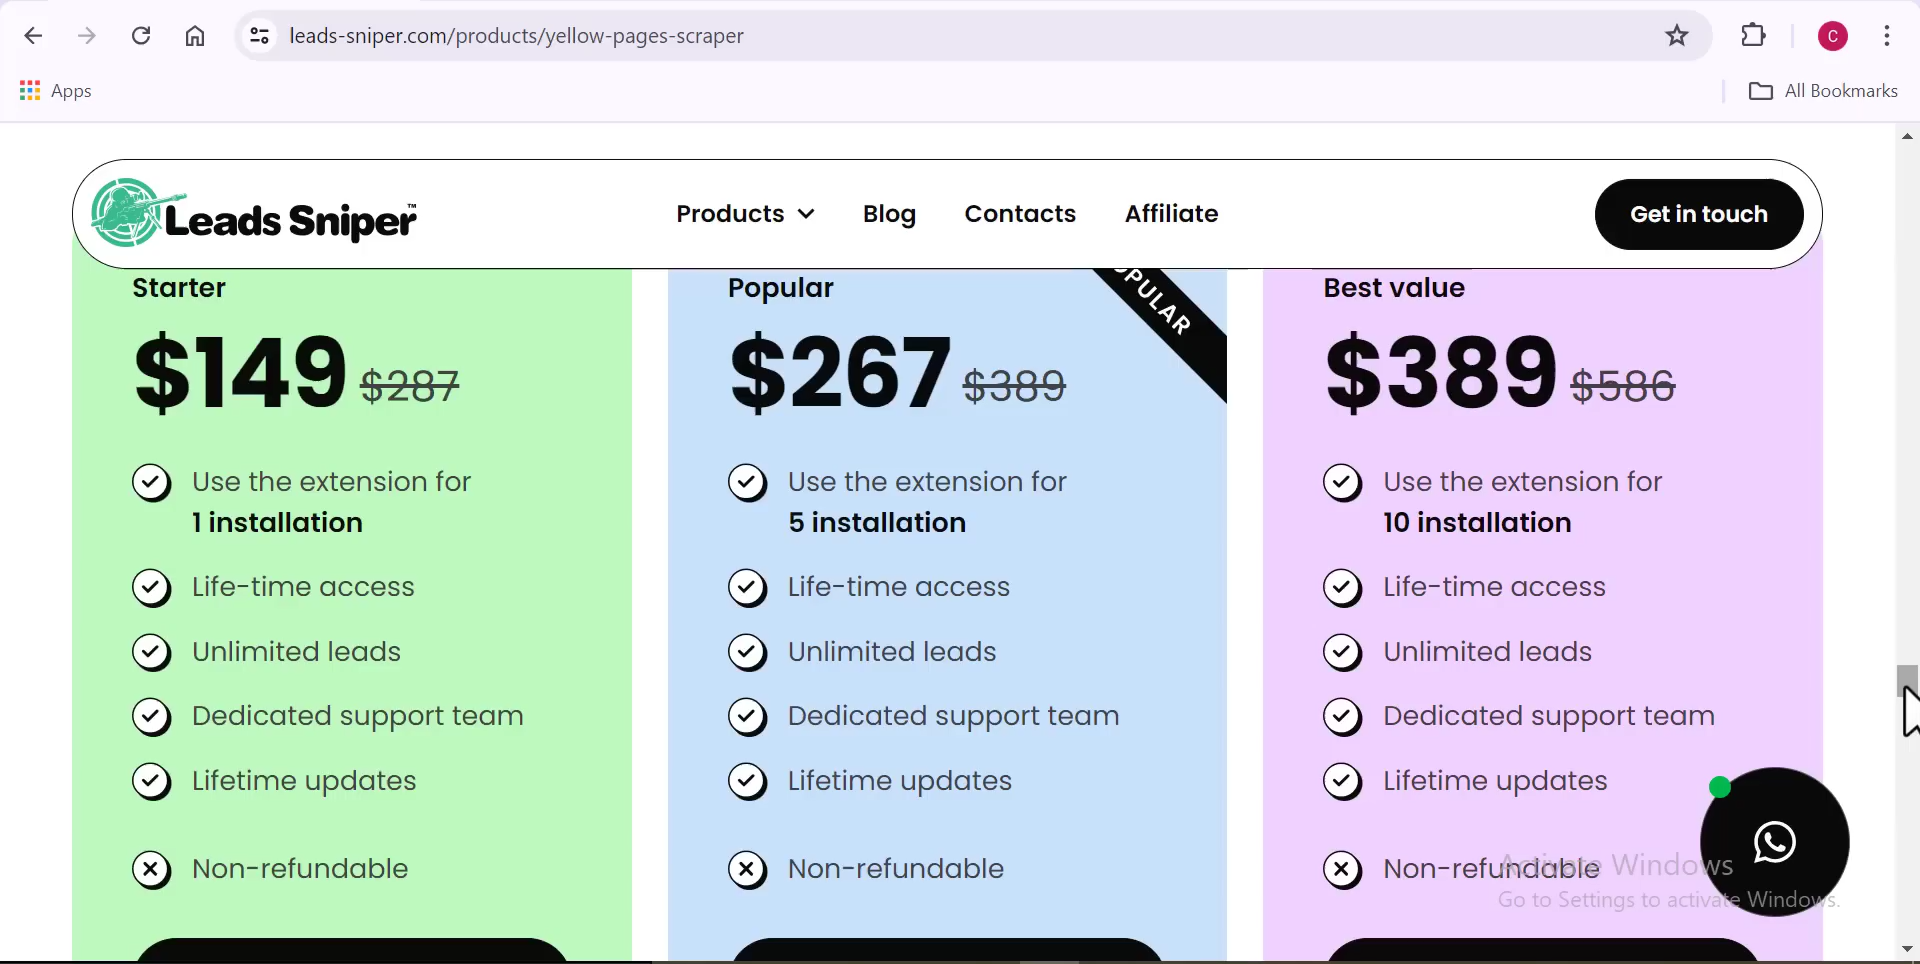 leads-sniper.com/products/yellow-pages-scraper
C
Apps
All Bookmarks
Leads Sniper™
Products
Blog
Contacts
Affiliate
Get in touch
Starter
$149 $287
Use the extension for
1 installation
Life-time access
Unlimited leads
Dedicated support team
Lifetime updates
Non-refundable
Popular
OPULAR
$267 $389
Use the extension for
5 installation
Life-time access
Unlimited leads
Dedicated support team
Lifetime updates
Non-refundable
Best value
$389 $586
Use the extension for
10 installation
Life-time access
Unlimited leads
Dedicated support team
Lifetime updates
Non-refundable
Activate Windows
Go to Settings to activate Windows.